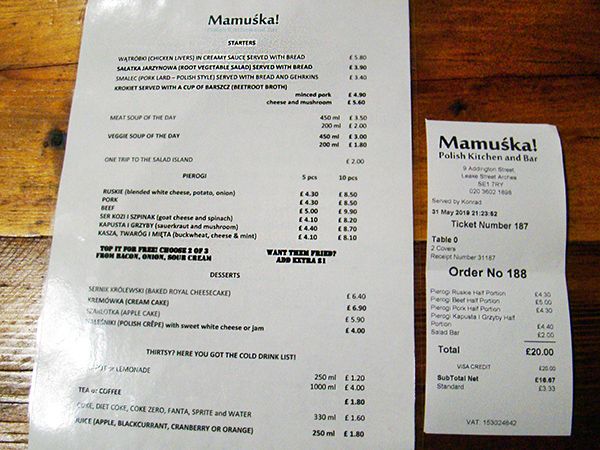 Mamuśka!
STARTERS
WĄTRÓBKI (CHICKEN LIVERS) IN CREAMY SAUCE SERVED WITH BREAD £ 5.80
SAŁATKA JARZYNOWA (ROOT VEGETABLE SALAD) SERVED WITH BREAD £ 3.90
SMALEC (PORK LARD – POLISH STYLE) SERVED WITH BREAD AND GEHRKINS £ 3.40
KROKIET SERVED WITH A CUP OF BARSZCZ (BEETROOT BROTH)
minced pork £ 4.90
cheese and mushroom £ 5.60
MEAT SOUP OF THE DAY 450 ml £ 3.50
200 ml £ 2.00
VEGGIE SOUP OF THE DAY 450 ml £ 3.00
200 ml £ 1.80
ONE TRIP TO THE SALAD ISLAND £ 2.00
PIEROGI 5 pcs 10 pcs
RUSKIE (blended white cheese, potato, onion) £ 4.30 £ 8.50
PORK £ 4.30 £ 8.50
BEEF £ 5.00 £ 9.90
SER KOZI I SZPINAK (goat cheese and spinach) £ 4.10 £ 8.20
KAPUSTA I GRZYBY (sauerkraut and mushroom) £ 4.40 £ 8.70
KASZA, TWARÓG I MIĘTA (buckwheat, cheese & mint) £ 4.10 £ 8.10
TOP IT FOR FREE! CHOOSE 2 OF 3
FROM BACON, ONION, SOUR CREAM
WANT THEM FRIED?
ADD EXTRA £1
DESSERTS
SERNIK KRÓLEWSKI (BAKED ROYAL CHEESECAKE) £ 6.40
KREMÓWKA (CREAM CAKE) £ 6.90
SZARLOTKA (APPLE CAKE) £ 5.90
NALEŚNIKI (POLISH CRÊPE) with sweet white cheese or jam £ 4.00
THIRTSY? HERE YOU GOT THE COLD DRINK LIST!
or LEMONADE 250 ml £ 1.20
1000 ml £ 4.00
TEA or COFFEE £ 1.80
COKE, DIET COKE, COKE ZERO, FANTA, SPRITE and WATER 330 ml £ 1.60
JUICE (APPLE, BLACKCURRANT, CRANBERRY OR ORANGE) 250 ml £ 1.80
Mamuśka!
Polish Kitchen and Bar
9 Addington Street,
Leake Street Arches
SE1 7RY
020 3602 1898
Served by Konrad
31 May 2019 21:23:52
Ticket Number 187
Table 0
2 Covers
Receipt Number 31187
Order No 188
Pierogi Ruskie Half Portion £4.30
Pierogi Beef Half Portion £5.00
Pierogi Pork Half Portion £4.30
Pierogi Kapusta I Grzyby Half
Portion £4.40
Salad Bar £2.00
Total £20.00
VISA CREDIT £20.00
SubTotal Net £16.67
Standard £3.33
VAT: 153024642